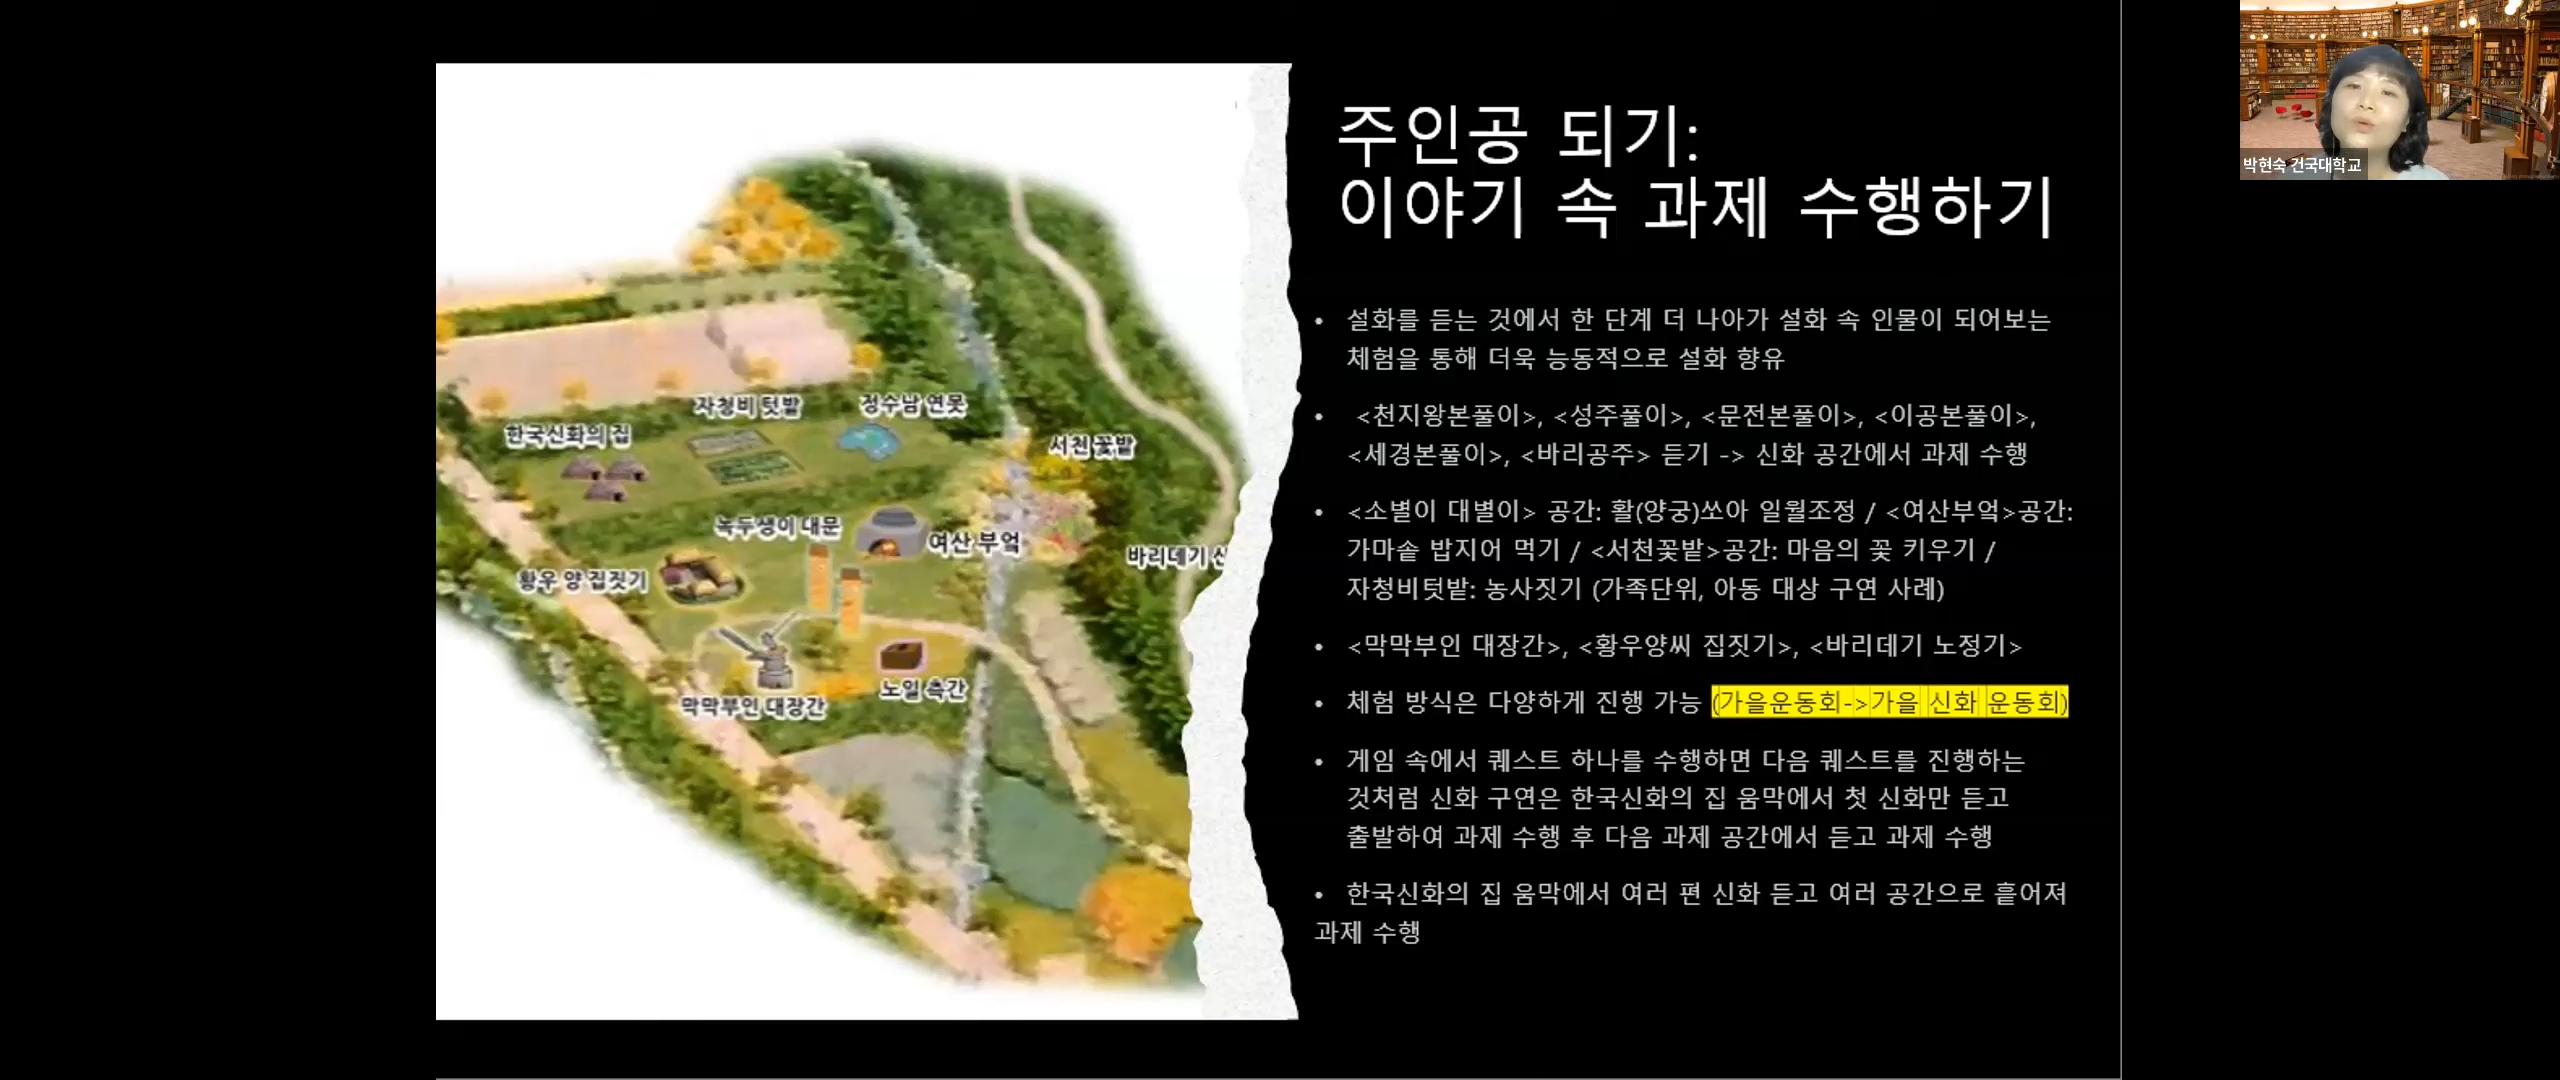 주인공 되기:
이야기 속 과제 수행하기
• 설화를 듣는 것에서 한 단계 더 나아가 설화 속 인물이 되어보는
체험을 통해 더욱 능동적으로 설화 향유
• <천지왕본풀이>, <성주풀이>, <문전본풀이>, <이공본풀이>,
<세경본풀이>, <바리공주> 듣기 -> 신화 공간에서 과제 수행
• <소별이 대별이> 공간: 활(양궁)쏘아 일월조정 / <여산부엌>공간:
가마솥 밥지어 먹기 / <서천꽃밭>공간: 마음의 꽃 키우기 /
자청비텃밭: 농사짓기 (가족단위, 아동 대상 구연 사례)
• <막막부인 대장간>, <황우양씨 집짓기>, <바리데기 노정기>
• 체험 방식은 다양하게 진행 가능 (가을운동회->가을 신화 운동회)
• 게임 속에서 퀘스트 하나를 수행하면 다음 퀘스트를 진행하는
것처럼 신화 구연은 한국신화의 집 움막에서 첫 신화만 듣고
출발하여 과제 수행 후 다음 과제 공간에서 듣고 과제 수행
• 한국신화의 집 움막에서 여러 편 신화 듣고 여러 공간으로 흩어져
과제 수행
자청비 텃밭
정수남 연못
한국신화의 집
서천 꽃밭
녹두생이 대문
여산 부엌
바리데기
황우 양 집짓기
노일 측간
막막부인 대장간
박현숙 건국대학교